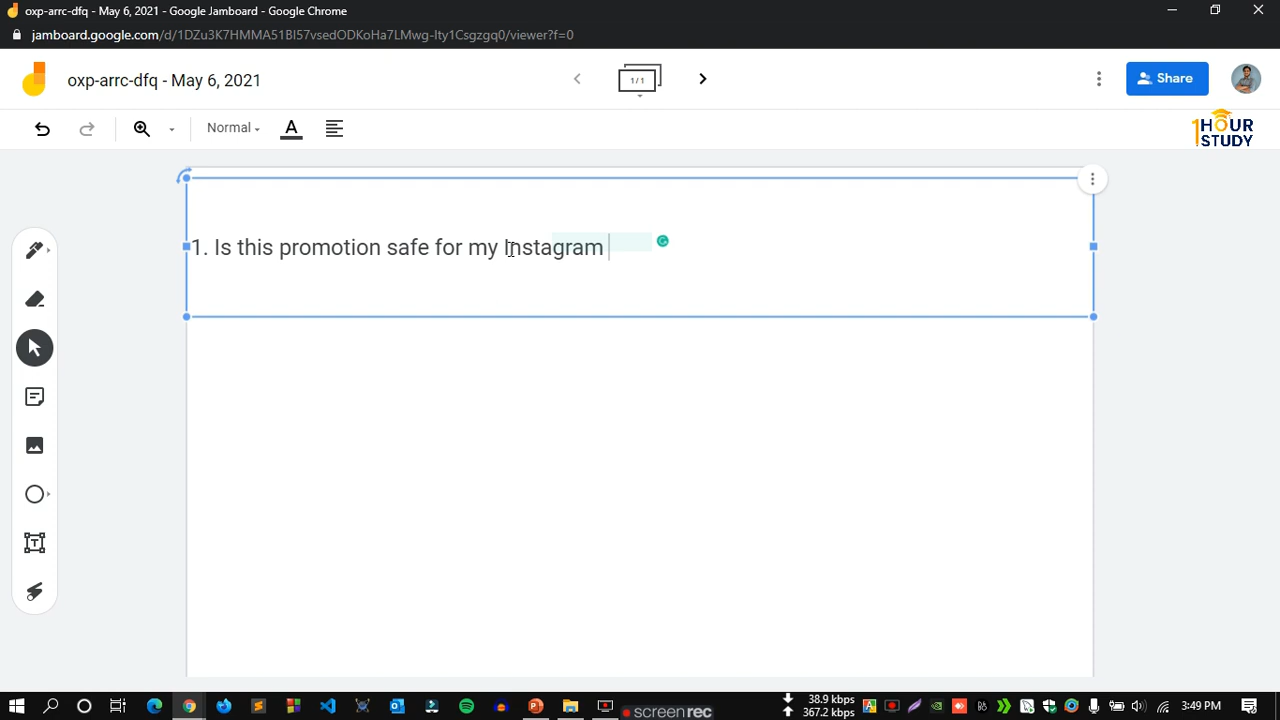 oxp-arrc-dfq - May 6, 2021 - Google Jamboard - Google Chrome
jamboard.google.com/d/1DZu3K7HMMA51BI57vsedODKoHa7LMwg-Ity1Csgzgq0/viewer?f=0
oxp-arrc-dfq - May 6, 2021
1/1
Share
Normal
A
1HOUR
STUDY
1. Is this promotion safe for my Instagram
T
38.9 kbps
367.2 kbps
3:49 PM
screenrec